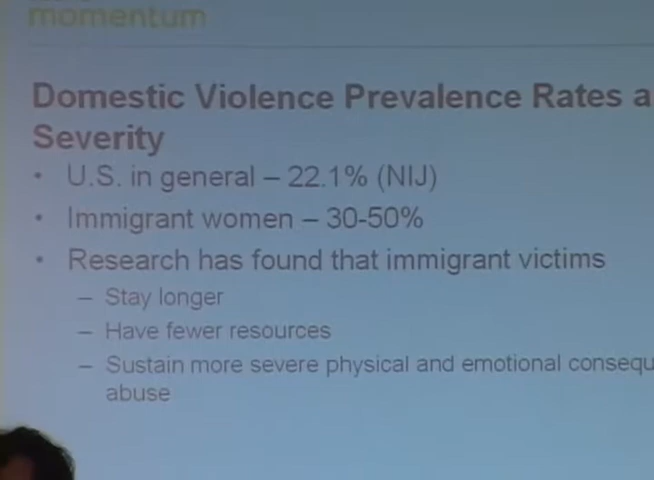 momentum
Domestic Violence Prevalence Rates a
Severity
• U.S. in general – 22.1% (NIJ)
• Immigrant women – 30-50%
• Research has found that immigrant victims
– Stay longer
– Have fewer resources
– Sustain more severe physical and emotional consequ
abuse